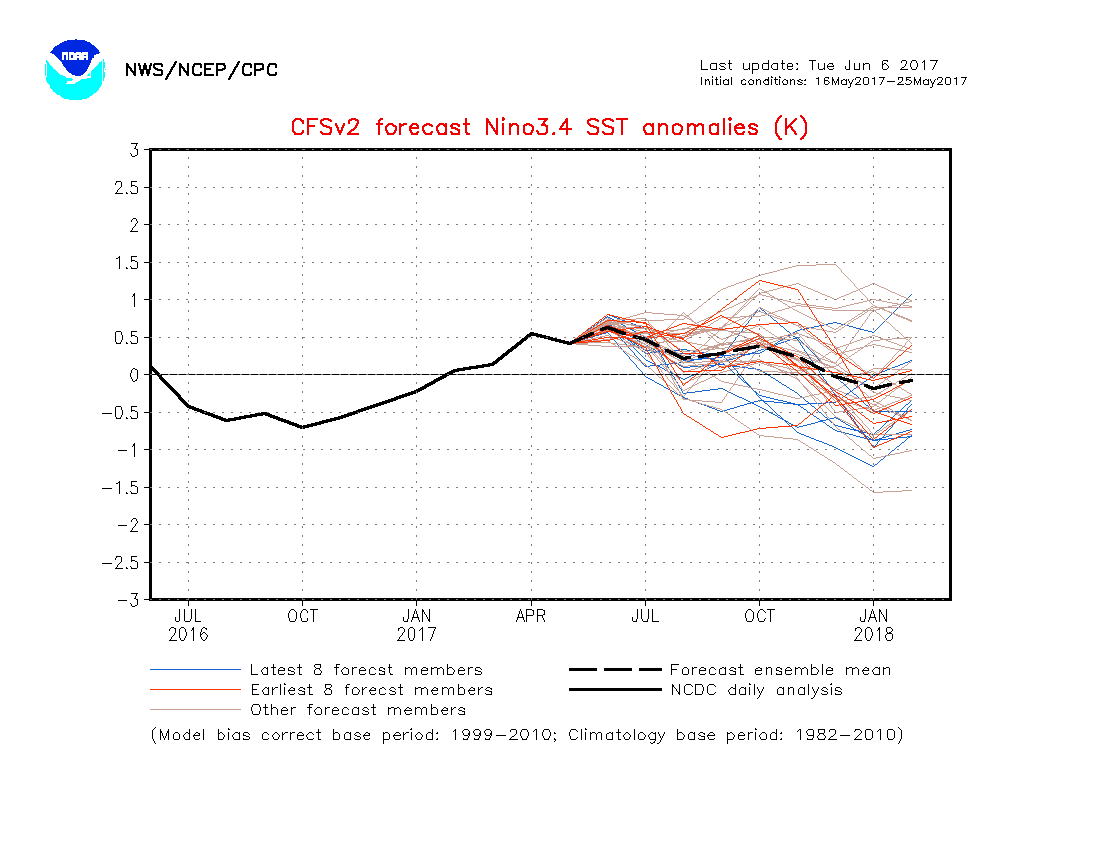 NOAA
NWS/NCEP/CPC
Last update: Tue Jun 6 2017
Initial conditions: 16May2017−25May2017
CFSv2 forecast Nino3.4 SST anomalies (K)
3
2.5
2
1.5
1
0.5
0
−0.5
−1
−1.5
−2
−2.5
−3
JUL OCT JAN APR JUL OCT JAN
2016 2017 2018
Latest 8 forecst members
Earliest 8 forecst members
Other forecast members
Forecast ensemble mean
NCDC daily analysis
(Model bias correct base period: 1999−2010; Climatology base period: 1982−2010)